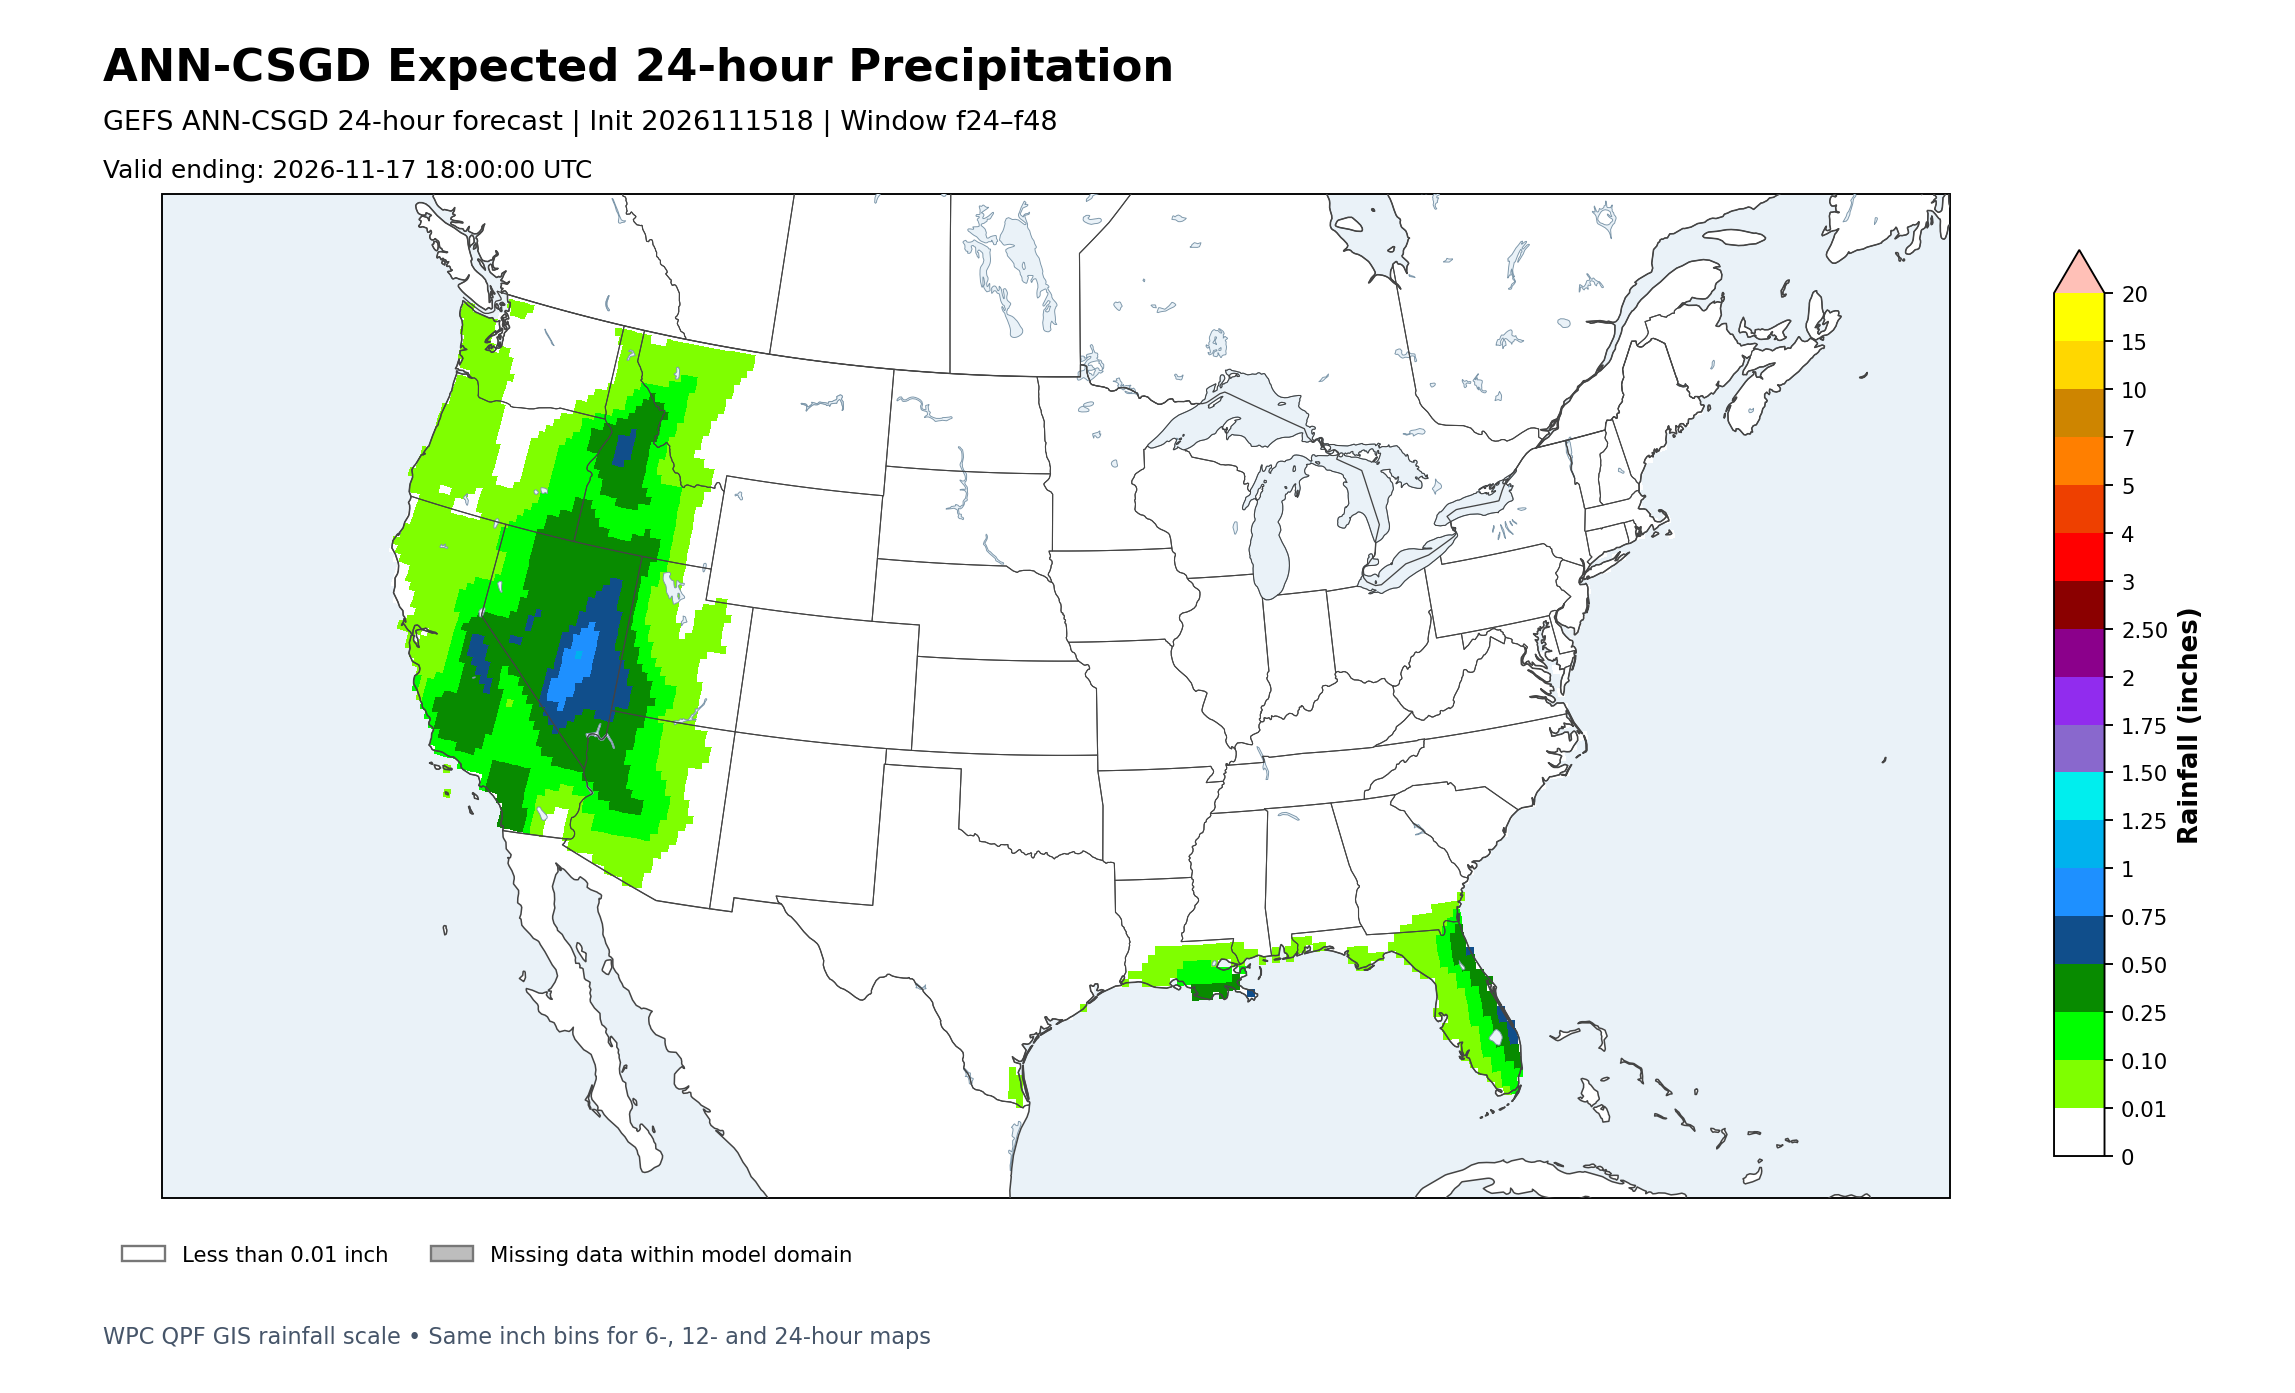 ANN-CSGD Expected 24-hour Precipitation
GEFS ANN-CSGD 24-hour forecast | Init 2026111518 | Window f24–f48
Valid ending: 2026-11-17 18:00:00 UTC
20
15
10
7
5
4
3
2.50
2
1.75
1.50
1.25
1
0.75
0.50
0.25
0.10
0.01
0
Rainfall (inches)
Less than 0.01 inch
Missing data within model domain
WPC QPF GIS rainfall scale • Same inch bins for 6-, 12- and 24-hour maps